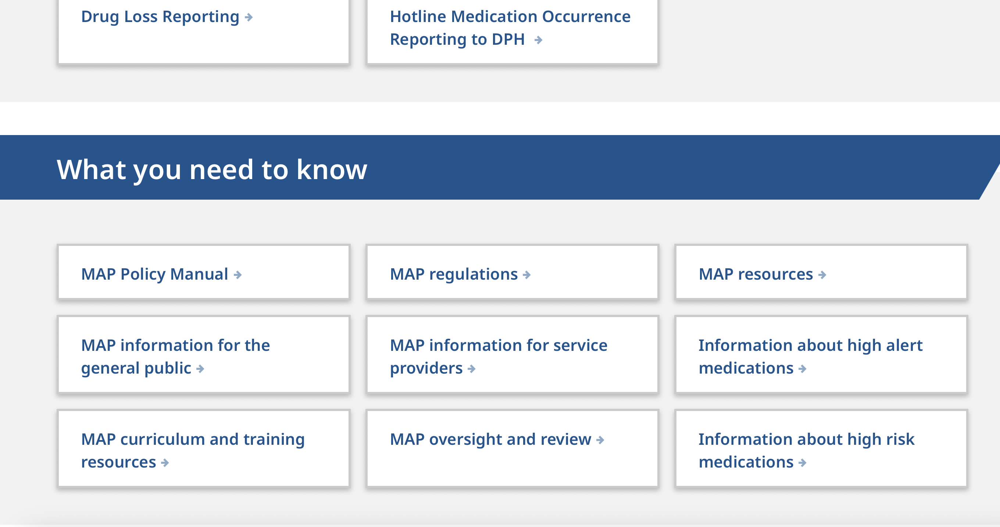 Drug Loss Reporting
Hotline Medication Occurrence
Reporting to DPH
What you need to know
MAP Policy Manual
MAP regulations
MAP resources
MAP information for the
general public
MAP information for service
providers
Information about high alert
medications
MAP curriculum and training
resources
MAP oversight and review
Information about high risk
medications